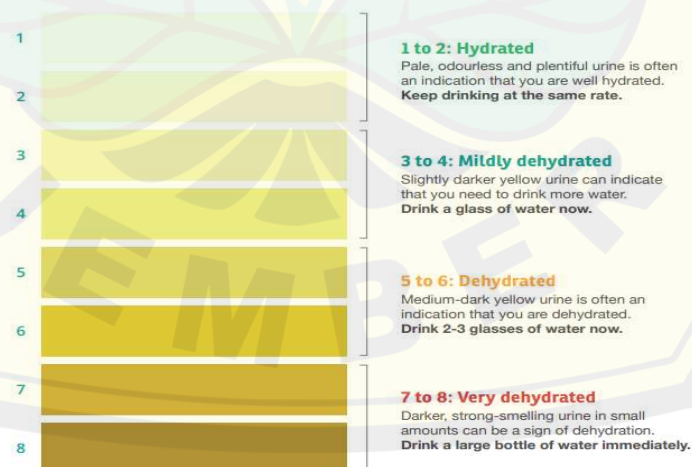 1
1 to 2: Hydrated
Pale, odourless and plentiful urine is often
an indication that you are well hydrated.
Keep drinking at the same rate.
2
3
3 to 4: Mildly dehydrated
Slightly darker yellow urine can indicate
that you need to drink more water.
Drink a glass of water now.
4
5
5 to 6: Dehydrated
Medium-dark yellow urine is often an
indication that you are dehydrated.
Drink 2-3 glasses of water now.
6
7
7 to 8: Very dehydrated
Darker, strong-smelling urine in small
amounts can be a sign of dehydration.
Drink a large bottle of water immediately.
8
EMBER